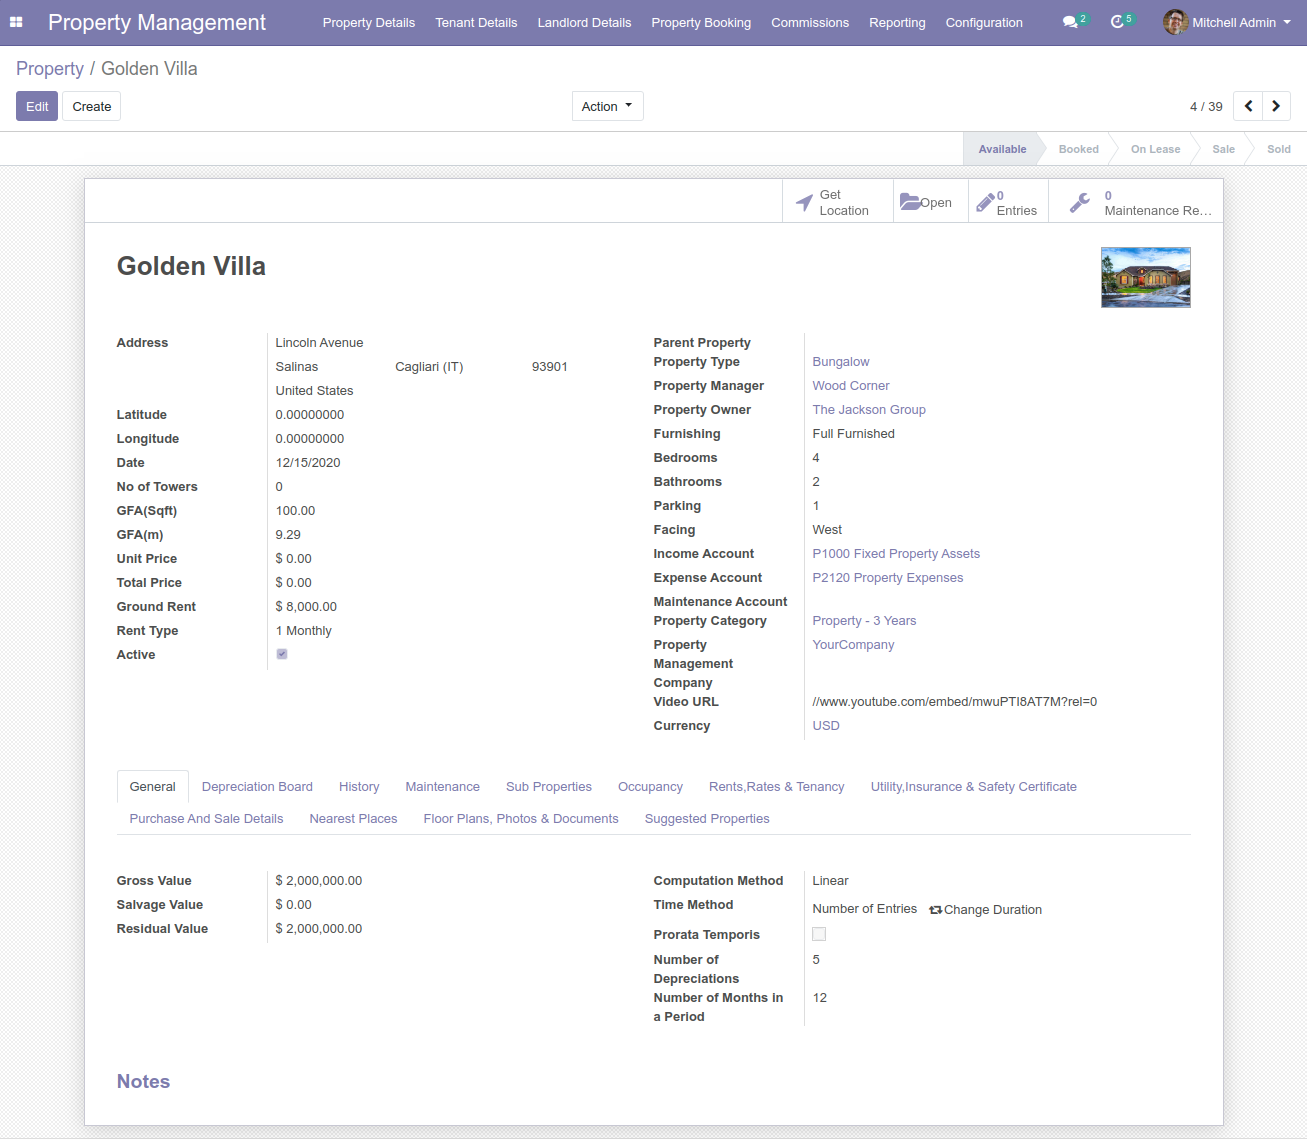 Property Management Property Details Tenant Details Landlord Details Property Booking Commissions Reporting Configuration 2 5 Mitchell Admin
Property / Golden Villa
Edit Create Action 4 / 39
Available Booked On Lease Sale Sold
Get Location
Open
0 Entries
0 Maintenance Re...
Golden Villa
Address Lincoln Avenue
Salinas Cagliari (IT) 93901
United States
Latitude 0.00000000
Longitude 0.00000000
Date 12/15/2020
No of Towers 0
GFA(Sqft) 100.00
GFA(m) 9.29
Unit Price $ 0.00
Total Price $ 0.00
Ground Rent $ 8,000.00
Rent Type 1 Monthly
Active
Parent Property
Property Type Bungalow
Property Manager Wood Corner
Property Owner The Jackson Group
Furnishing Full Furnished
Bedrooms 4
Bathrooms 2
Parking 1
Facing West
Income Account P1000 Fixed Property Assets
Expense Account P2120 Property Expenses
Maintenance Account
Property Category Property - 3 Years
Property YourCompany
Management
Company
Video URL //www.youtube.com/embed/mwuPTI8AT7M?rel=0
Currency USD
General Depreciation Board History Maintenance Sub Properties Occupancy Rents,Rates & Tenancy Utility,Insurance & Safety Certificate
Purchase And Sale Details Nearest Places Floor Plans, Photos & Documents Suggested Properties
Gross Value $ 2,000,000.00
Salvage Value $ 0.00
Residual Value $ 2,000,000.00
Computation Method Linear
Time Method Number of Entries Change Duration
Prorata Temporis
Number of 5
Depreciations
Number of Months in 12
a Period
Notes